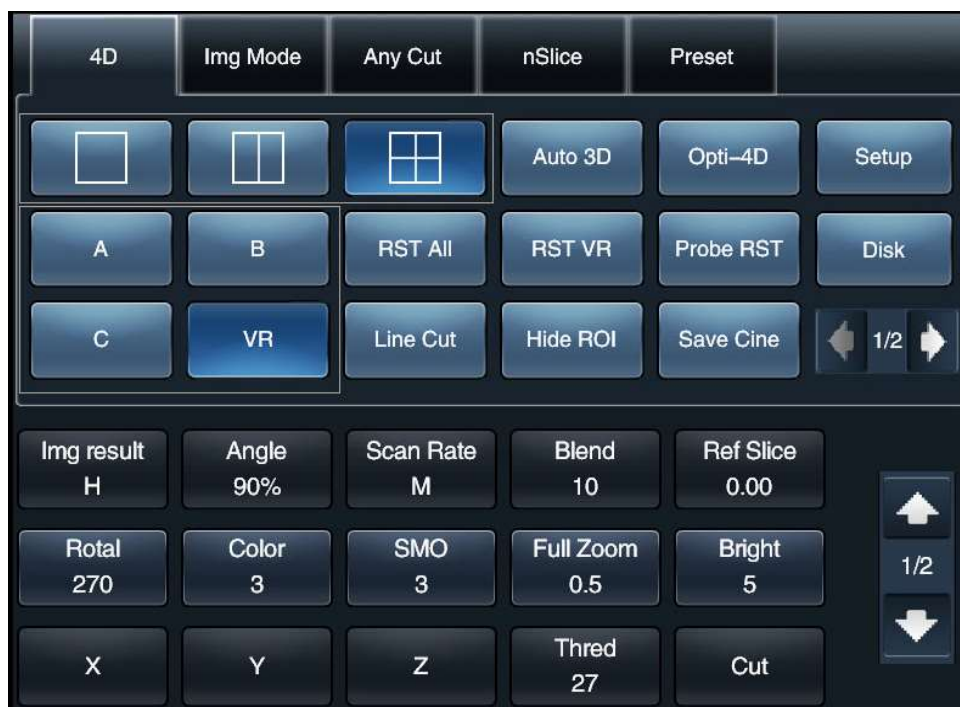 4D
Img Mode
Any Cut
nSlice
Preset
Auto 3D
Opti–4D
Setup
A
B
RST All
RST VR
Probe RST
Disk
C
VR
Line Cut
Hide ROI
Save Cine
1/2
Img result
H
Angle
90%
Scan Rate
M
Blend
10
Ref Slice
0.00
Rotal
270
Color
3
SMO
3
Full Zoom
0.5
Bright
5
1/2
X
Y
Z
Thred
27
Cut